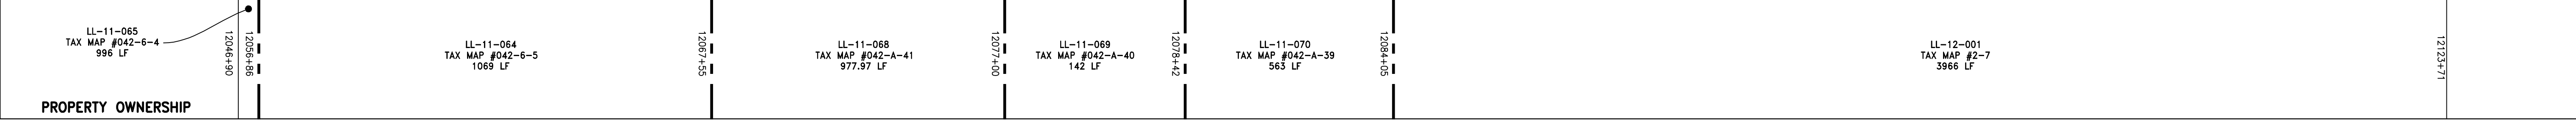 LL-11-065
TAX MAP #042-6-4
996 LF
12046+90
12056+86
LL-11-064
TAX MAP #042-6-5
1069 LF
12067+55
LL-11-068
TAX MAP #042-A-41
977.97 LF
12077+00
LL-11-069
TAX MAP #042-A-40
142 LF
12078+42
LL-11-070
TAX MAP #042-A-39
563 LF
12084+05
LL-12-001
TAX MAP #2-7
3966 LF
12123+71
PROPERTY OWNERSHIP